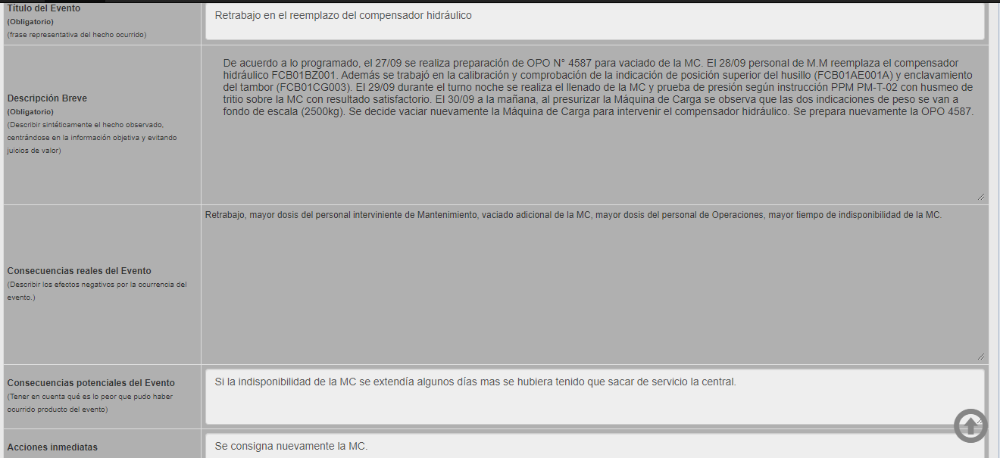 Título del Evento
(Obligatorio)
(frase representativa del hecho ocurrido)
Retrabajo en el reemplazo del compensador hidráulico
Descripción Breve
(Obligatorio)
(Describir sintéticamente el hecho observado,
centrándose en la información objetiva y evitando
juicios de valor)
De acuerdo a lo programado, el 27/09 se realiza preparación de OPO N° 4587 para vaciado de la MC. El 28/09 personal de M.M reemplaza el compensador
hidráulico FCB01BZ001. Además se trabajó en la calibración y comprobación de la indicación de posición superior del husillo (FCB01AE001A) y enclavamiento
del tambor (FCB01CG003). El 29/09 durante el turno noche se realiza el llenado de la MC y prueba de presión según instrucción PPM PM-T-02 con husmeo de
tritio sobre la MC con resultado satisfactorio. El 30/09 a la mañana, al presurizar la Máquina de Carga se observa que las dos indicaciones de peso se van a
fondo de escala (2500kg). Se decide vaciar nuevamente la Máquina de Carga para intervenir el compensador hidráulico. Se prepara nuevamente la OPO 4587.
Consecuencias reales del Evento
(Describir los efectos negativos por la ocurrencia del
evento.)
Retrabajo, mayor dosis del personal interviniente de Mantenimiento, vaciado adicional de la MC, mayor dosis del personal de Operaciones, mayor tiempo de indisponibilidad de la MC.
Consecuencias potenciales del Evento
(Tener en cuenta qué es lo peor que pudo haber
ocurrido producto del evento)
Si la indisponibilidad de la MC se extendía algunos días mas se hubiera tenido que sacar de servicio la central.
Acciones inmediatas
Se consigna nuevamente la MC.